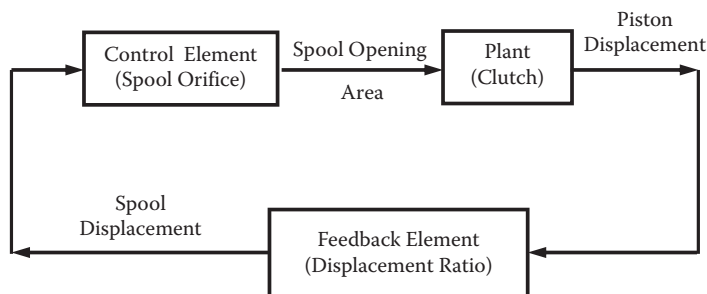 Control Element
(Spool Orifice)
Spool Opening
Area
Plant
(Clutch)
Piston
Displacement
Spool
Displacement
Feedback Element
(Displacement Ratio)